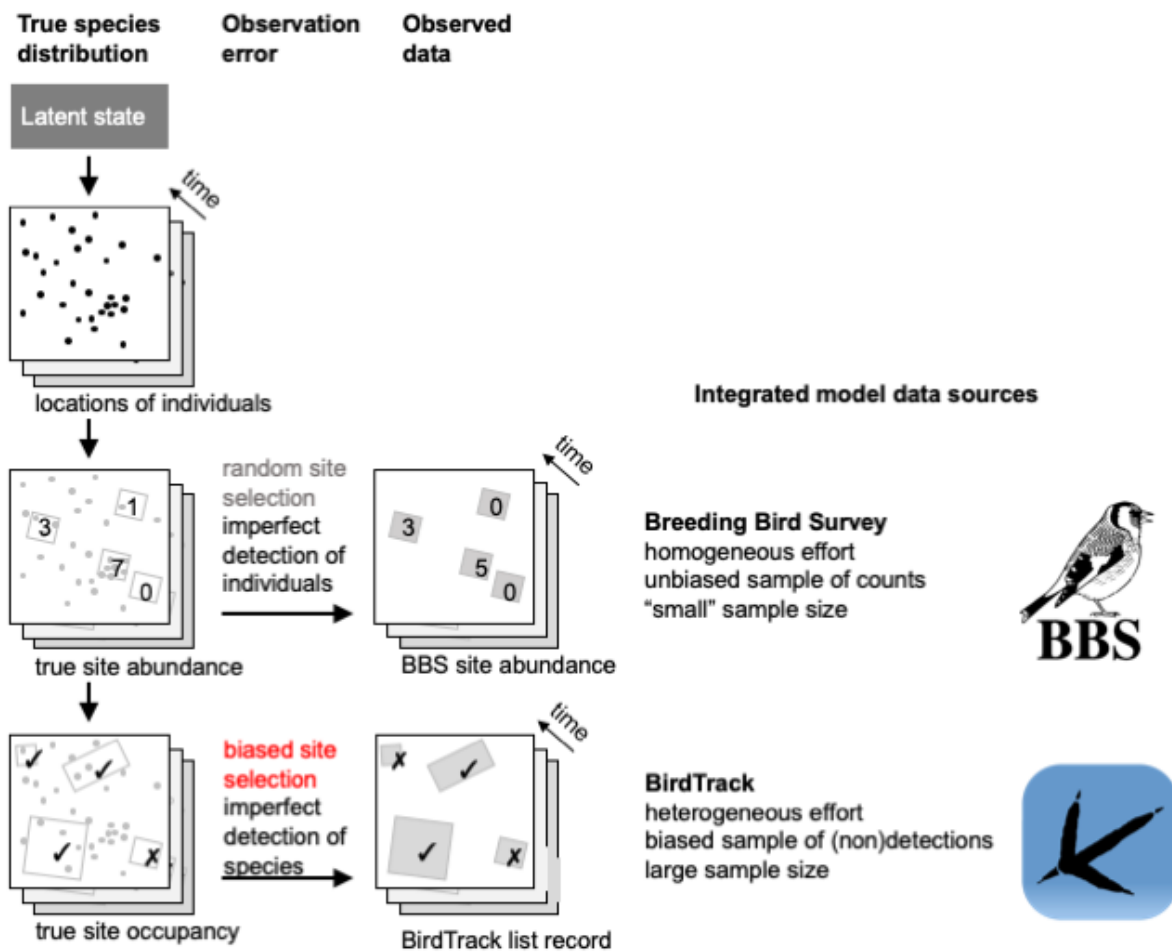 True species
distribution
Observation
error
Observed
data
Latent state
time
locations of individuals
Integrated model data sources
3
1
7
0
true site abundance
random site
selection
imperfect
detection of
individuals
time
3
0
5
0
BBS site abundance
Breeding Bird Survey
homogeneous effort
unbiased sample of counts
“small” sample size
BBS
✓
✓
✓
✗
true site occupancy
biased site
selection
imperfect
detection of
species
time
✗
✓
✓
✗
BirdTrack list record
BirdTrack
heterogeneous effort
biased sample of (non)detections
large sample size